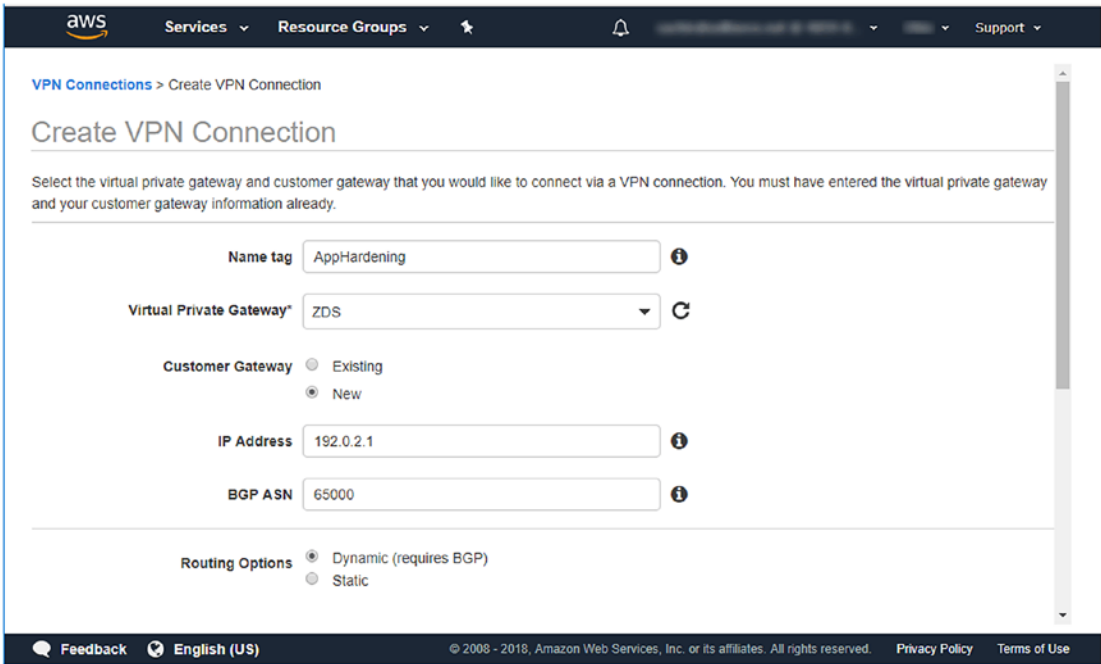 aws Services Resource Groups Support
VPN Connections > Create VPN Connection
Create VPN Connection
Select the virtual private gateway and customer gateway that you would like to connect via a VPN connection. You must have entered the virtual private gateway
and your customer gateway information already.
Name tag AppHardening
Virtual Private Gateway* ZDS
Customer Gateway Existing
New
IP Address 192.0.2.1
BGP ASN 65000
Routing Options Dynamic (requires BGP)
Static
Feedback English (US) © 2008 - 2018, Amazon Web Services, Inc. or its affiliates. All rights reserved. Privacy Policy Terms of Use